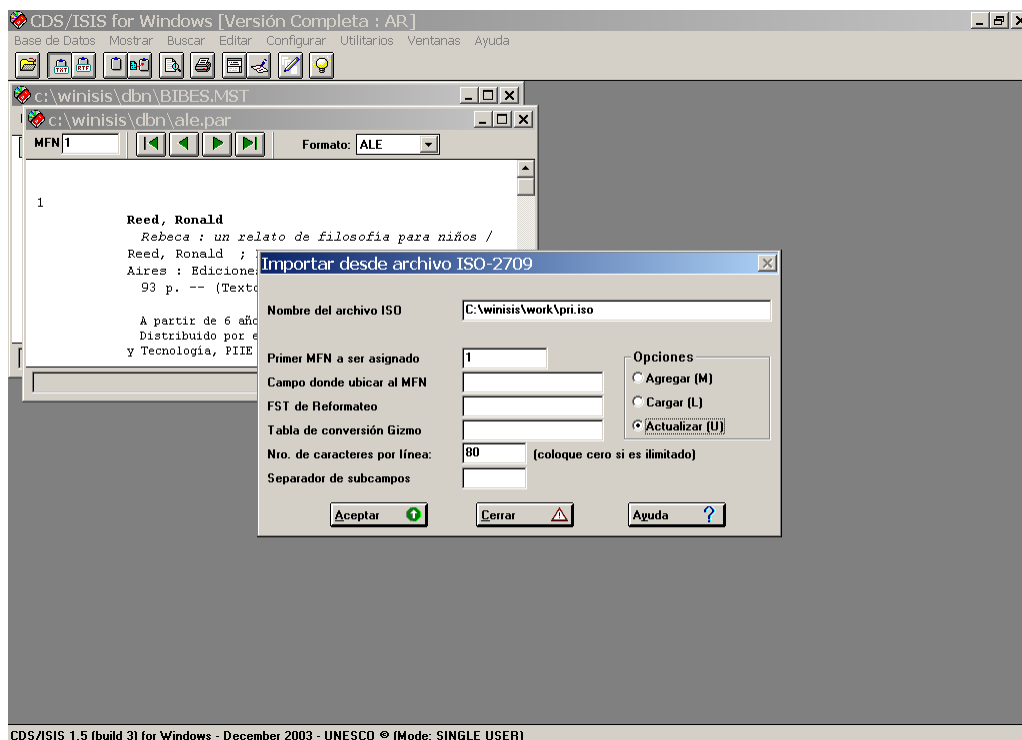 CDS/ISIS for Windows [Versión Completa : AR]
Base de Datos Mostrar Buscar Editar Configurar Utilitarios Ventanas Ayuda
c:\winisis\dbn\BIBES.MST
c:\winisis\dbn\ale.par
MFN 1 Formato: ALE
1
Reed, Ronald
Rebeca : un relato de filosofía para niños /
Reed, Ronald ;
Aires : Ediciones
93 p. -- (Texto
A partir de 6 año
Distribuido por e
y Tecnología, PIIE
Importar desde archivo ISO-2709
Nombre del archivo ISO C:\winisis\work\pri.iso
Primer MFN a ser asignado 1
Campo donde ubicar al MFN
FST de Reformateo
Tabla de conversión Gizmo
Nro. de caracteres por línea: 80 (coloque cero si es ilimitado)
Separador de subcampos
Opciones
Agregar (M)
Cargar (L)
Actualizar (U)
Aceptar Cerrar Ayuda
CDS/ISIS 1.5 (build 3) for Windows - December 2003 - UNESCO © (Mode: SINGLE USER)